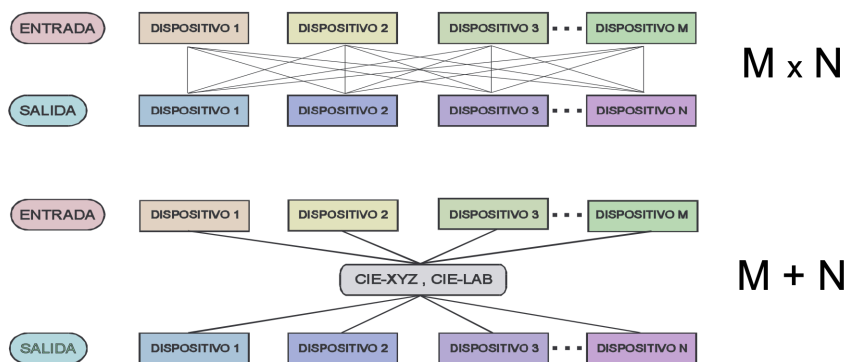 ENTRADA DISPOSITIVO 1 DISPOSITIVO 2 DISPOSITIVO 3 DISPOSITIVO M
M x N
SALIDA DISPOSITIVO 1 DISPOSITIVO 2 DISPOSITIVO 3 DISPOSITIVO N
ENTRADA DISPOSITIVO 1 DISPOSITIVO 2 DISPOSITIVO 3 DISPOSITIVO M
CIE-XYZ , CIE-LAB
M + N
SALIDA DISPOSITIVO 1 DISPOSITIVO 2 DISPOSITIVO 3 DISPOSITIVO N